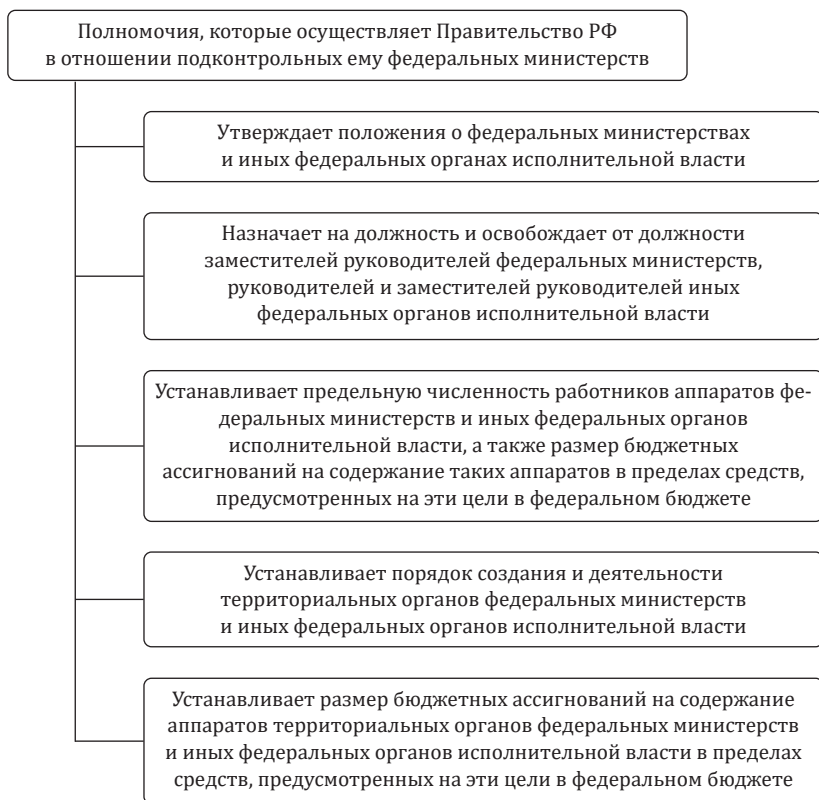 Полномочия, которые осуществляет Правительство РФ
в отношении подконтрольных ему федеральных министерств
Утверждает положения о федеральных министерствах
и иных федеральных органах исполнительной власти
Назначает на должность и освобождает от должности
заместителей руководителей федеральных министерств,
руководителей и заместителей руководителей иных
федеральных органов исполнительной власти
Устанавливает предельную численность работников аппаратов фе-
деральных министерств и иных федеральных органов
исполнительной власти, а также размер бюджетных
ассигнований на содержание таких аппаратов в пределах средств,
предусмотренных на эти цели в федеральном бюджете
Устанавливает порядок создания и деятельности
территориальных органов федеральных министерств
и иных федеральных органов исполнительной власти
Устанавливает размер бюджетных ассигнований на содержание
аппаратов территориальных органов федеральных министерств
и иных федеральных органов исполнительной власти в пределах
средств, предусмотренных на эти цели в федеральном бюджете